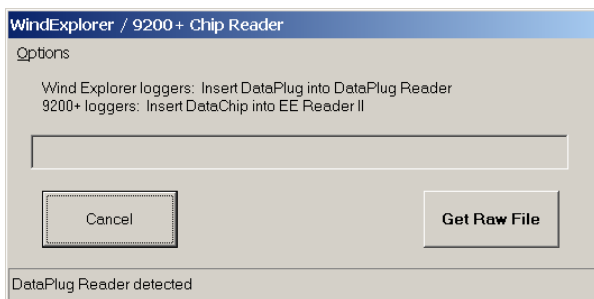 WindExplorer / 9200+ Chip Reader
Options
Wind Explorer loggers: Insert DataPlug into DataPlug Reader
9200+ loggers: Insert DataChip into EE Reader II
Cancel
Get Raw File
DataPlug Reader detected